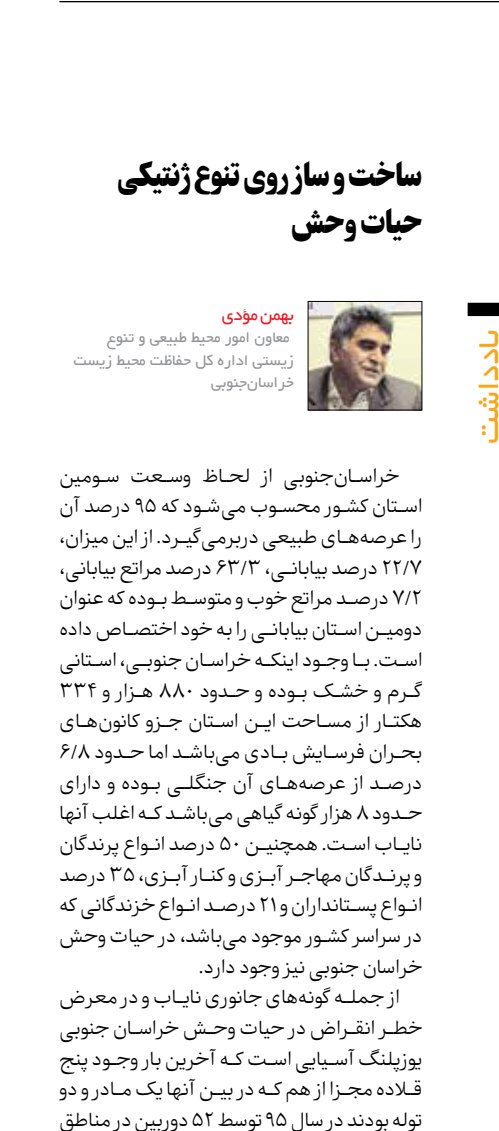 ساخت و ساز روی تنوع ژنتیکی
حیات وحش
یادداشت
بهمن مؤدی
معاون امور محیط طبیعی و تنوع
زیستی اداره کل حفاظت محیط زیست
خراسان‌جنوبی
خراسان‌جنوبی از لحاظ وسعت سومین
استان کشور محسوب می‌شود که ۹۵ درصد آن
را عرصه‌های طبیعی دربرمی‌گیرد. از این میزان،
۲۲/۷ درصد بیابانی، ۶۳/۳ درصد مراتع بیابانی،
۷/۲ درصد مراتع خوب و متوسط بوده که عنوان
دومین استان بیابانی را به خود اختصاص داده
است. با وجود اینکه خراسان جنوبی، استانی
گرم و خشک بوده و حدود ۸۸۰ هزار و ۳۳۴
هکتار از مساحت این استان جزو کانون‌های
بحران فرسایش بادی می‌باشد اما حدود ۶/۸
درصد از عرصه‌های آن جنگلی بوده و دارای
حدود ۸ هزار گونه گیاهی می‌باشد که اغلب آنها
نایاب است. همچنین ۵۰ درصد انواع پرندگان
و پرندگان مهاجر آبزی و کنار آبزی، ۳۵ درصد
انواع پستانداران و ۲۱ درصد انواع خزندگانی که
در سراسر کشور موجود می‌باشد، در حیات وحش
خراسان جنوبی نیز وجود دارد.
از جمله گونه‌های جانوری نایاب و در معرض
خطر انقراض در حیات وحش خراسان جنوبی
یوزپلنگ آسیایی است که آخرین بار وجود پنج
قلاده مجزا از هم که در بین آنها یک مادر و دو
توله بودند در سال ۹۵ توسط ۵۲ دوربین در مناطق